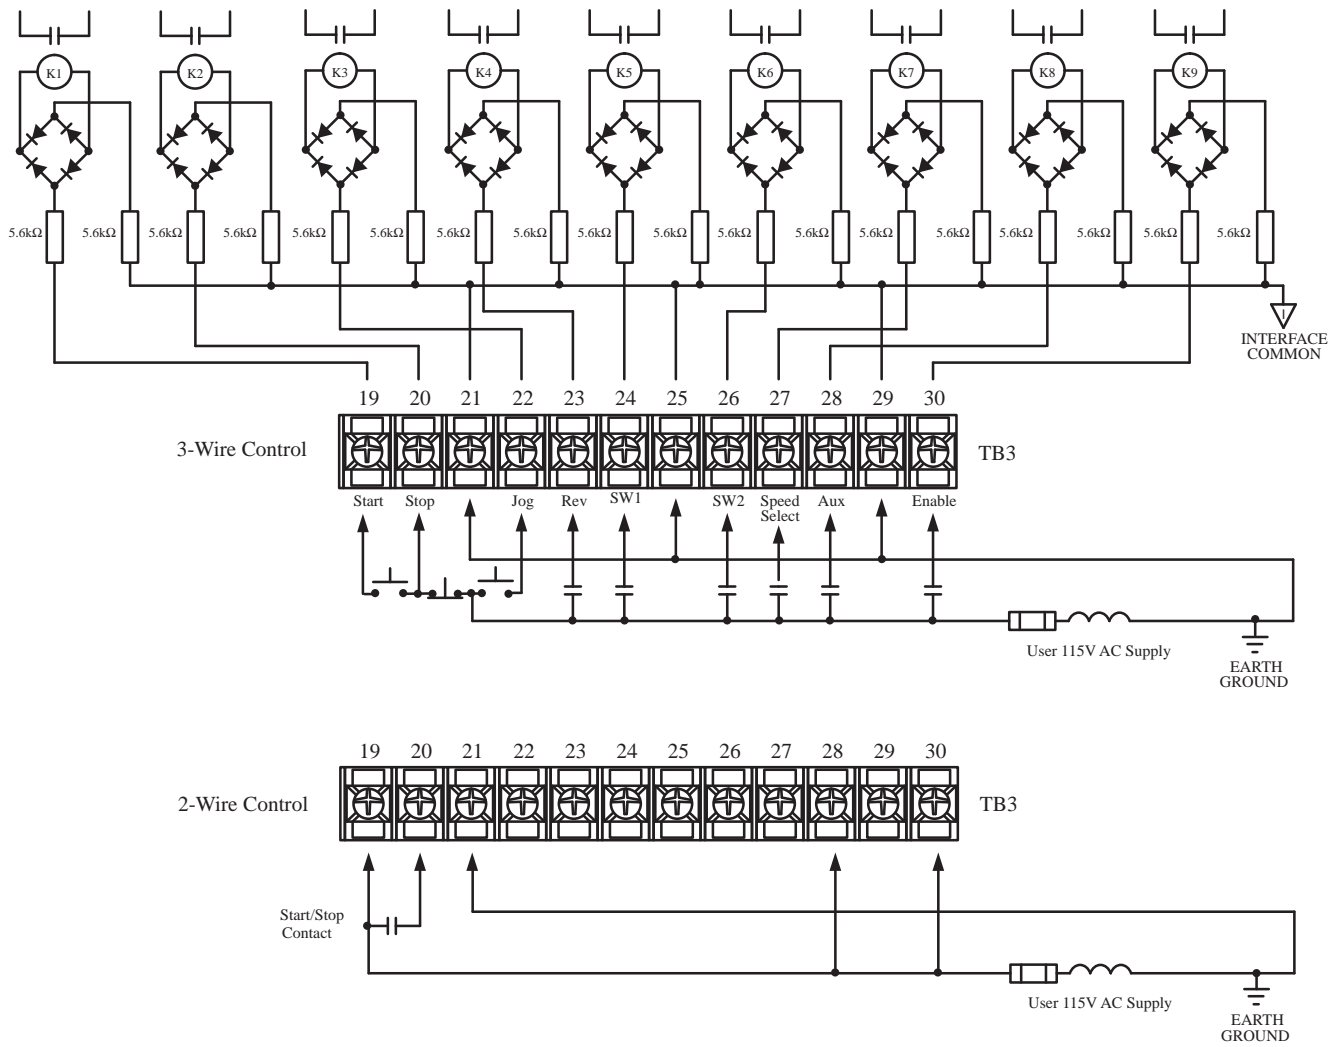 K1 K2 K3 K4 K5 K6 K7 K8 K9
5.6kΩ 5.6kΩ 5.6kΩ 5.6kΩ 5.6kΩ 5.6kΩ 5.6kΩ 5.6kΩ 5.6kΩ 5.6kΩ 5.6kΩ 5.6kΩ 5.6kΩ 5.6kΩ 5.6kΩ 5.6kΩ 5.6kΩ 5.6kΩ
INTERFACE
COMMON
19 20 21 22 23 24 25 26 27 28 29 30
3-Wire Control
TB3
Start Stop Jog Rev SW1 SW2 Speed Aux Enable
Select
User 115V AC Supply
EARTH
GROUND
19 20 21 22 23 24 25 26 27 28 29 30
2-Wire Control
TB3
Start/Stop
Contact
User 115V AC Supply
EARTH
GROUND